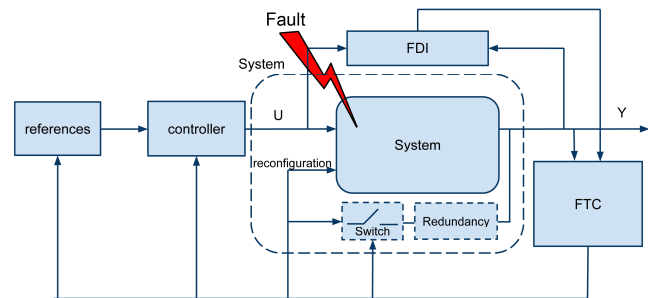 Fault
FDI
System
references
controller
U
System
Y
reconfiguration
FTC
Switch
Redundancy